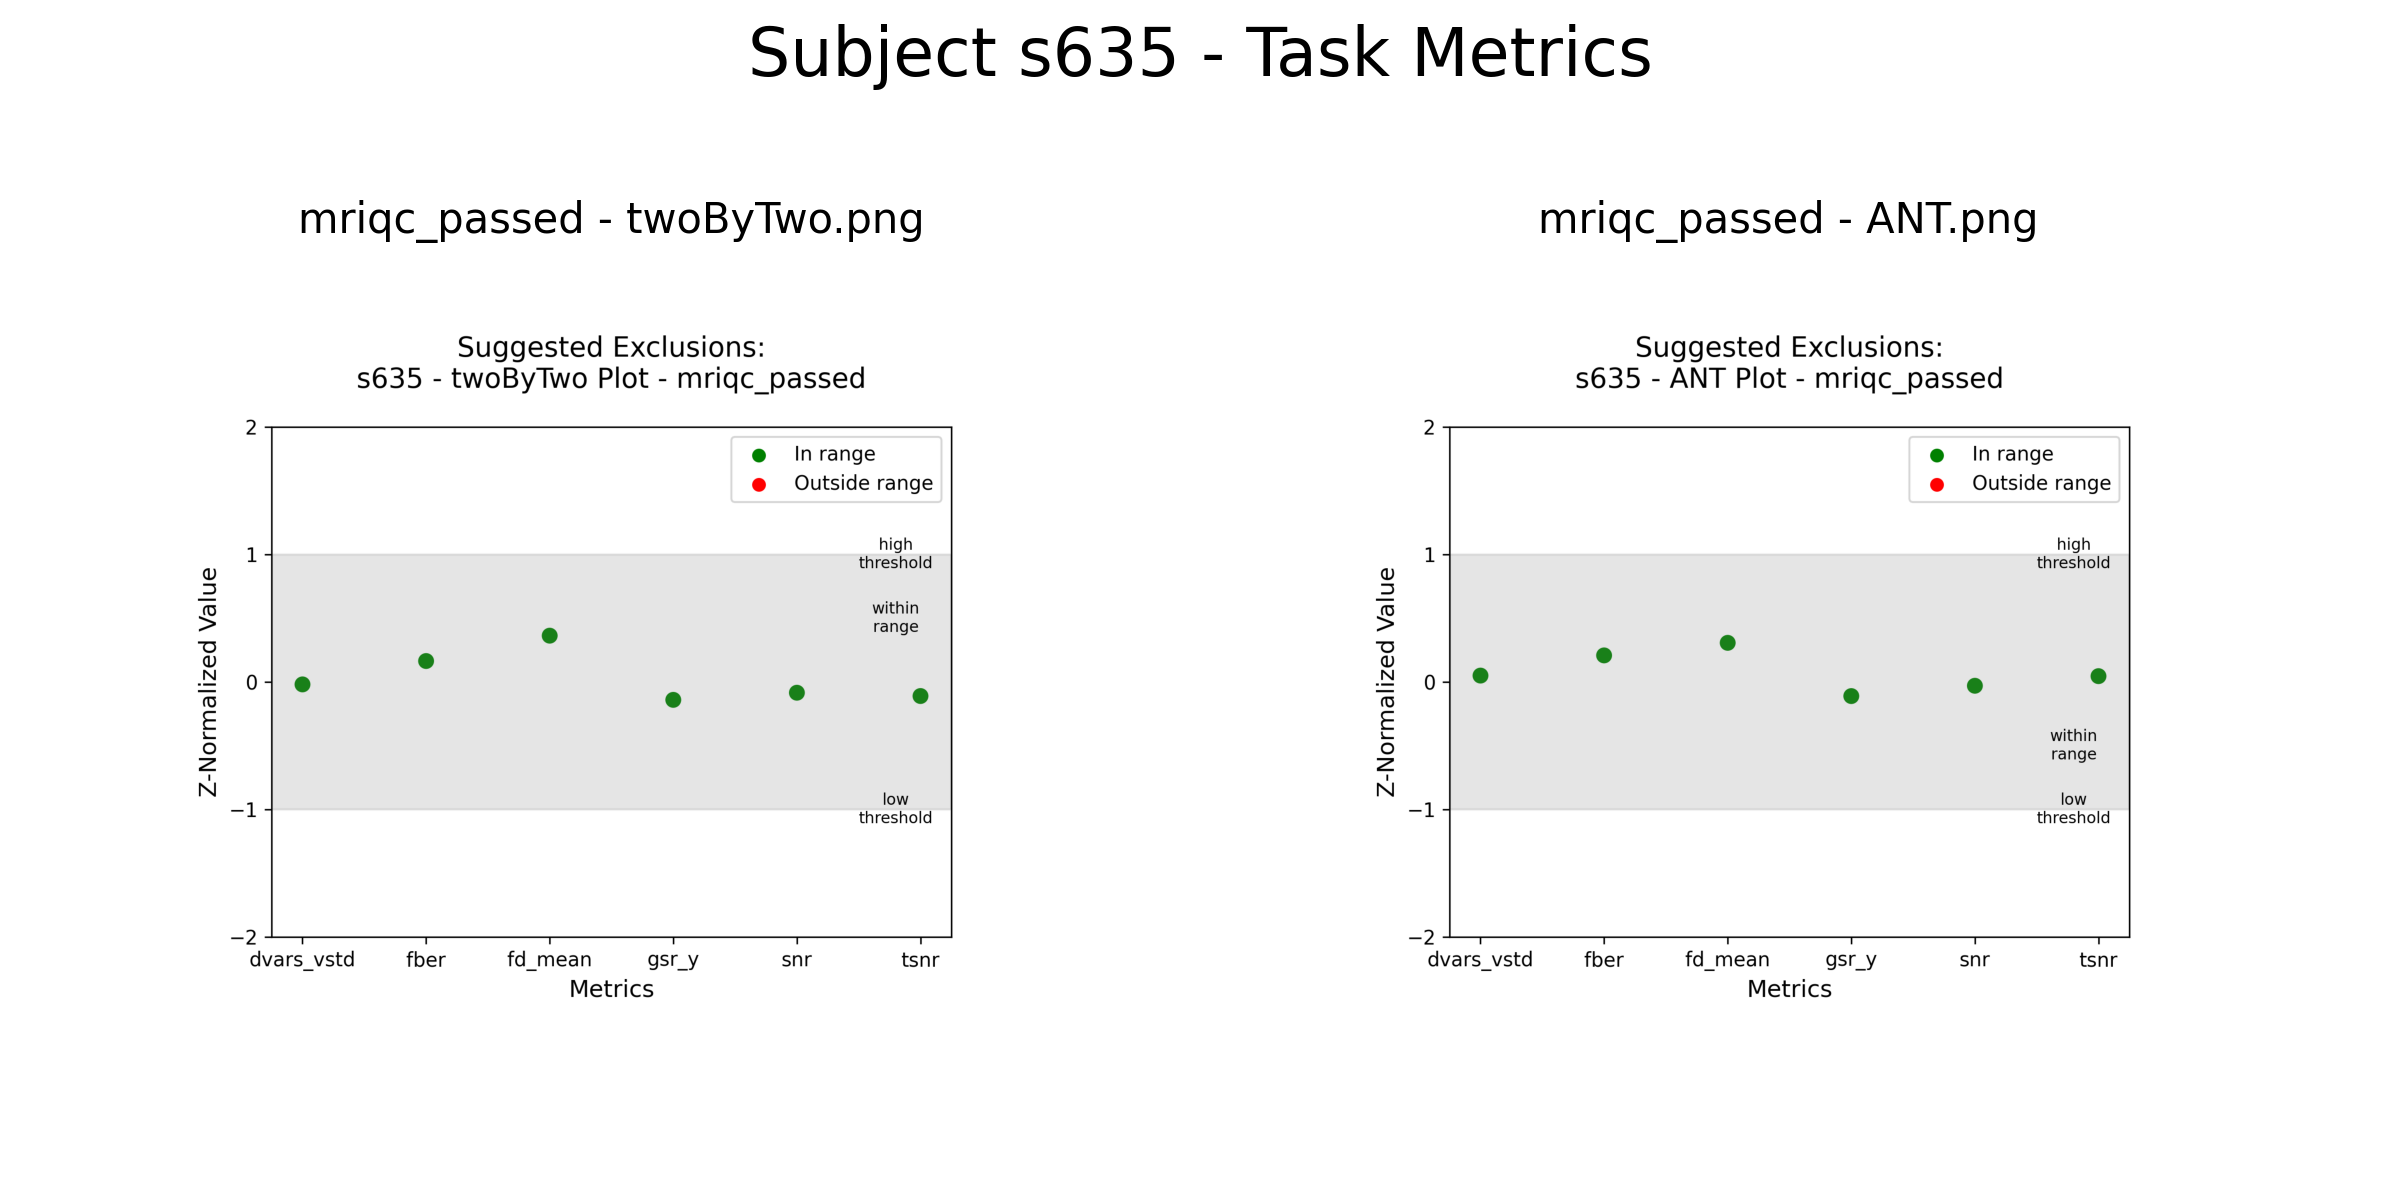 Subject s635 - Task Metrics
mriqc_passed - twoByTwo.png
Suggested Exclusions:
s635 - twoByTwo Plot - mriqc_passed
2
1
0
−1
−2
Z-Normalized Value
In range
Outside range
high
threshold
within
range
low
threshold
dvars_vstd fber fd_mean gsr_y snr tsnr
Metrics
mriqc_passed - ANT.png
Suggested Exclusions:
s635 - ANT Plot - mriqc_passed
2
1
0
−1
−2
Z-Normalized Value
In range
Outside range
high
threshold
within
range
low
threshold
dvars_vstd fber fd_mean gsr_y snr tsnr
Metrics